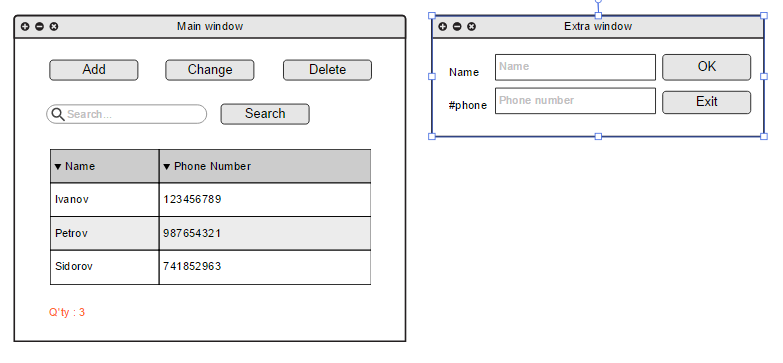 Main window
Add Change Delete
Search... Search
Name Phone Number
Ivanov 123456789
Petrov 987654321
Sidorov 741852963
Q'ty : 3
Extra window
Name Name OK
#phone Phone number Exit